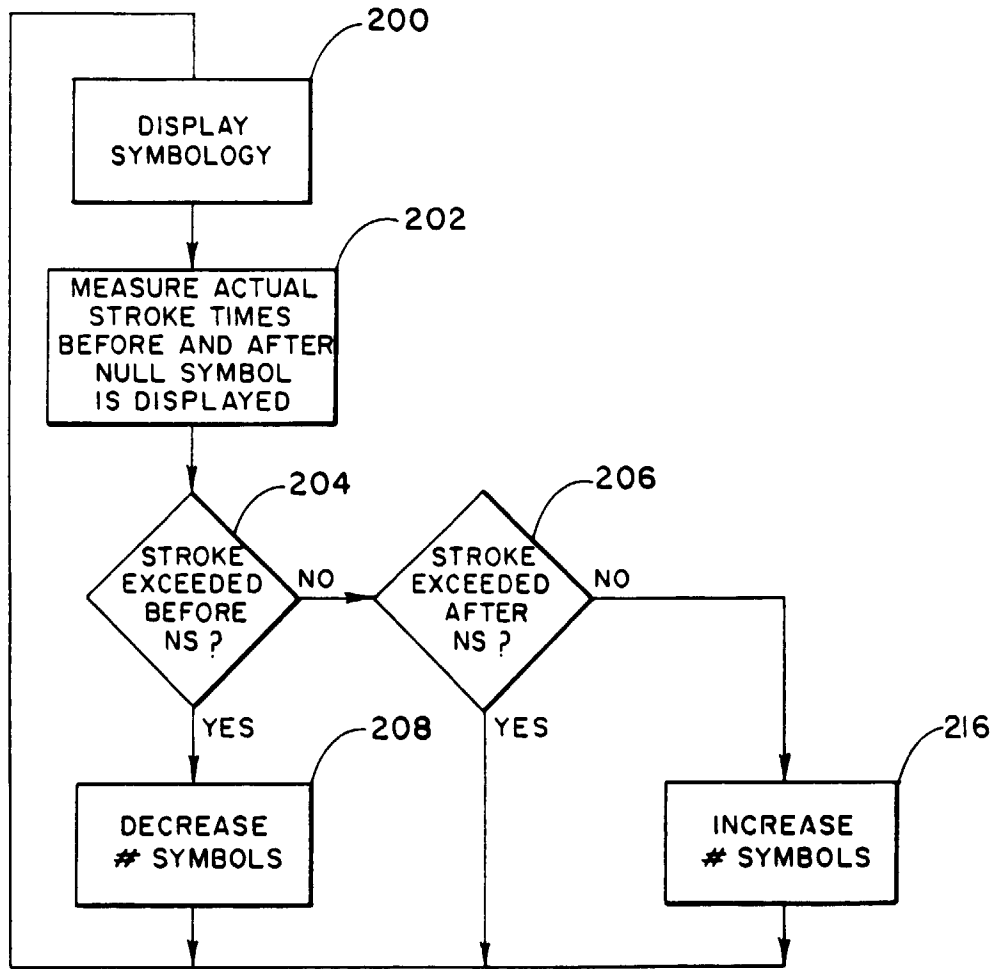 200
DISPLAY
SYMBOLOGY
202
MEASURE ACTUAL
STROKE TIMES
BEFORE AND AFTER
NULL SYMBOL
IS DISPLAYED
204
STROKE
EXCEEDED
BEFORE
NS?
NO
206
STROKE
EXCEEDED
AFTER
NS?
NO
YES
YES
208
DECREASE
# SYMBOLS
216
INCREASE
# SYMBOLS